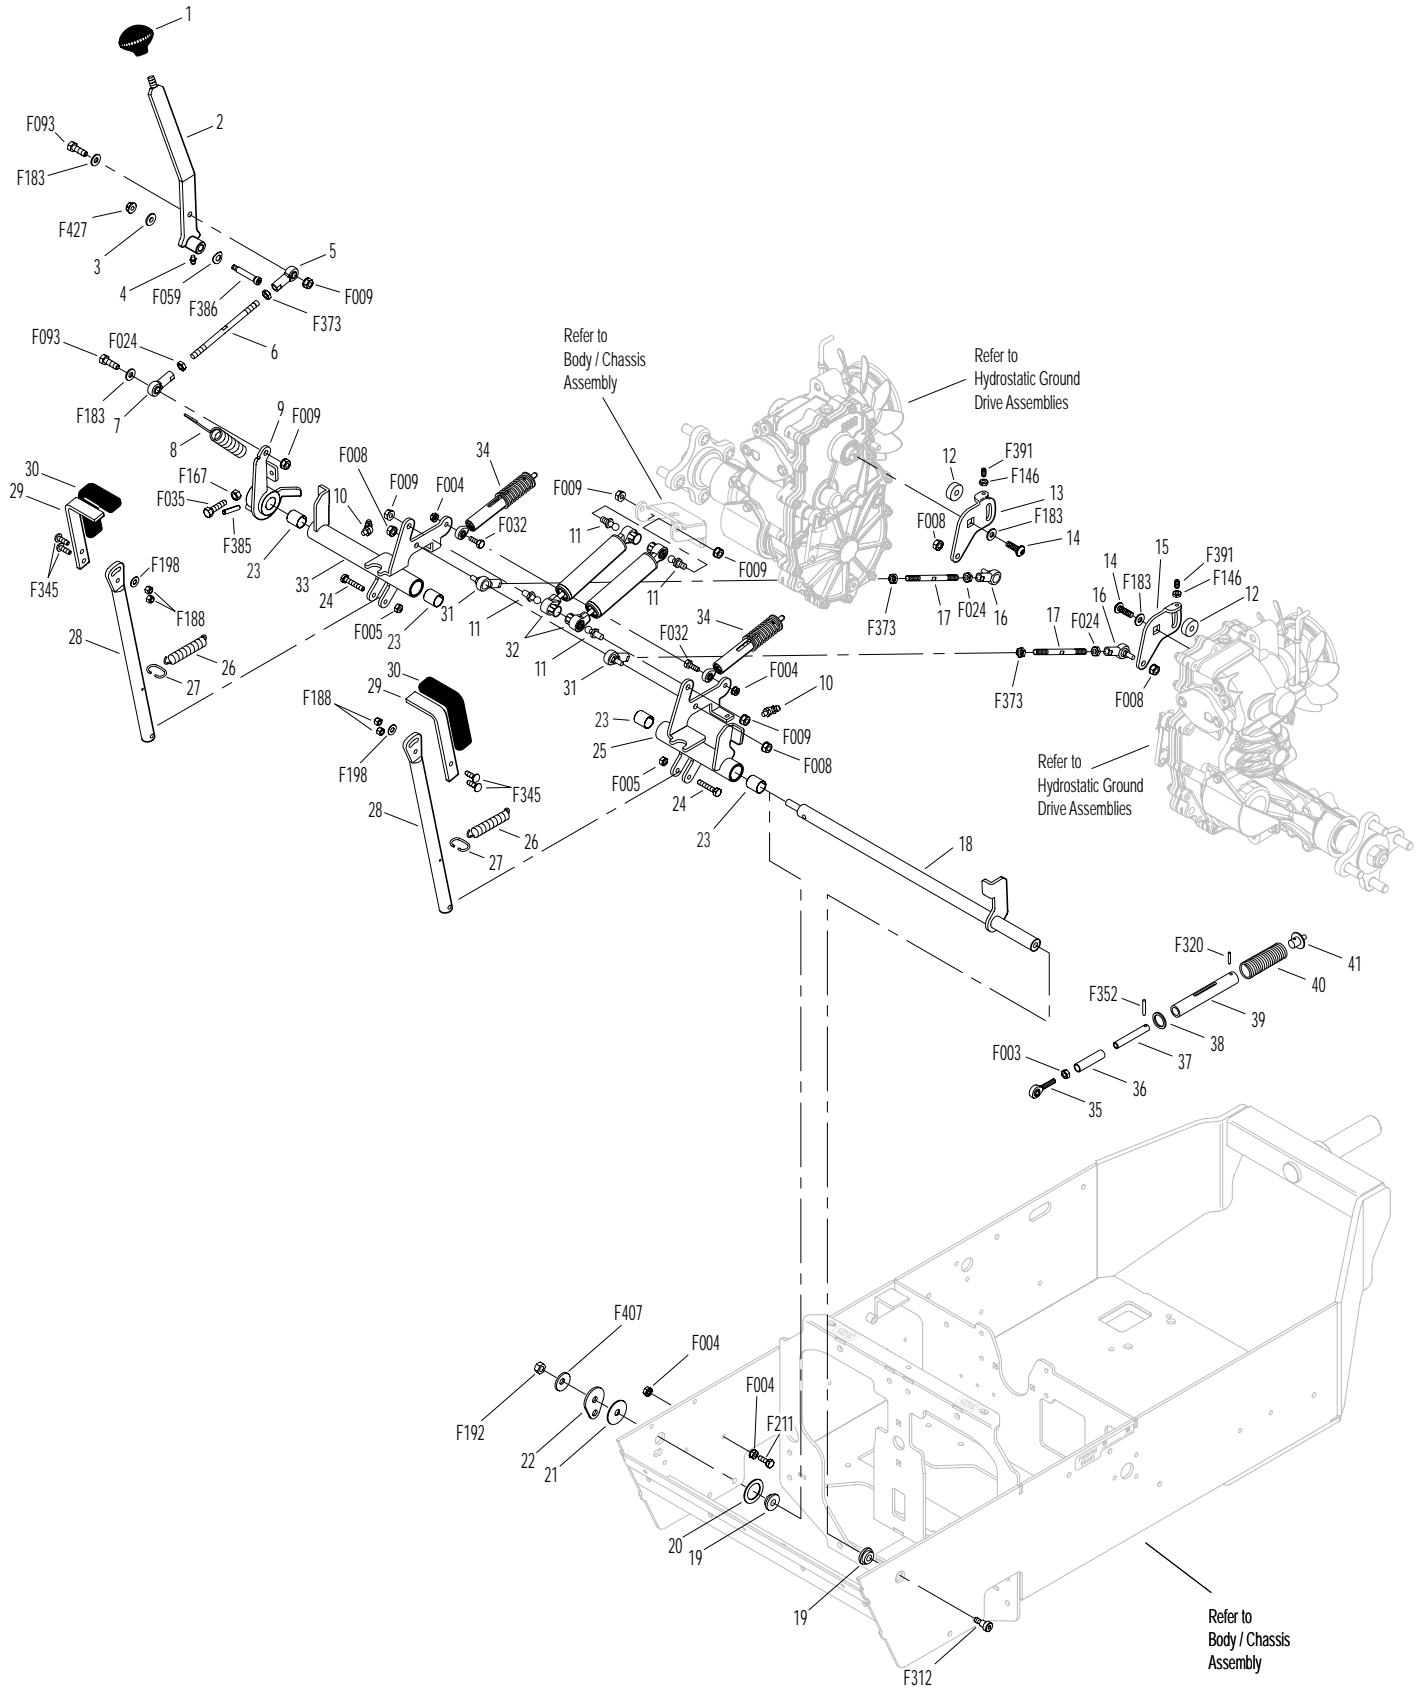 1
2
F093
F183
F427
3
4
F059
F386
5
F009
F373
6
F093
F024
F183
7
8
9
F009
F167
F035
F385
23
30
29
F345
F198
F188
28
26
27
33
10
F008
F009
F004
34
F032
24
F005
23
31
11
32
11
31
Refer to
Body / Chassis
Assembly
F009
11
11
F009
Refer to
Hydrostatic Ground
Drive Assemblies
12
F391
F146
13
F183
14
F008
F373
17
F024
16
14
F183
15
F391
F146
12
16
F024
17
F373
F008
Refer to
Hydrostatic Ground
Drive Assemblies
34
F032
F004
10
F009
F008
23
25
F005
24
23
30
29
F188
F198
F345
28
26
27
18
F320
41
40
39
F352
38
37
F003
36
35
F407
F004
F192
22
21
F004
F211
20
19
19
F312
Refer to
Body / Chassis
Assembly